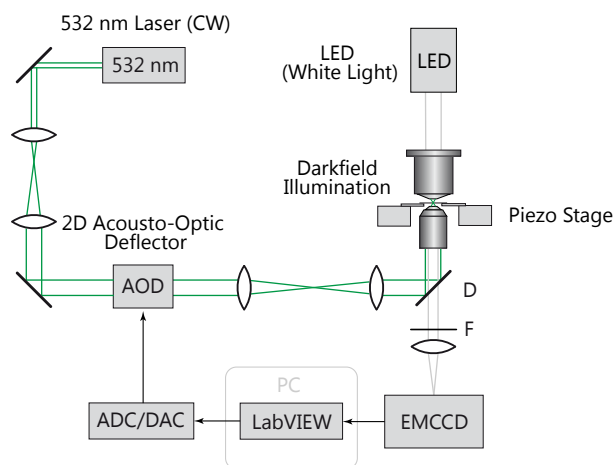 532 nm Laser (CW)
532 nm
LED
(White Light)
LED
Darkfield
Illumination
Piezo Stage
2D Acousto-Optic
Deflector
AOD
D
F
PC
ADC/DAC
LabVIEW
EMCCD